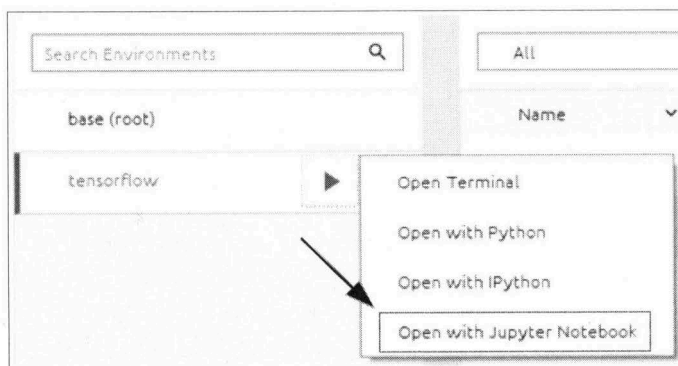 Search Environments
All
base (root)
Name
tensorflow
Open Terminal
Open with Python
Open with IPython
Open with Jupyter Notebook